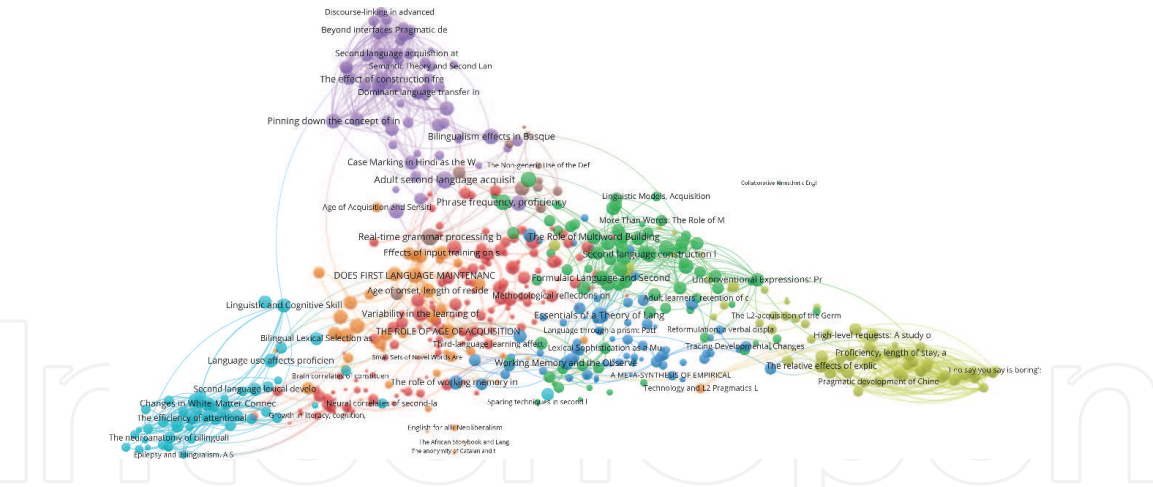 Discourse-linking in advanced
Beyond interfaces Pragmatic de
Second language acquisition at
Semantic Theory and Second Lan
The effect of construction fre
Dominant language transfer in
Pinning down the concept of in
Bilingualism effects in Basque
Case Marking in Hindi as the W
The Non-generic Use of the Def
Adult second language acquisit
Collaborative
Linguistic Models, Acquisition
Phrase frequency, proficiency
Age of Acquisition and Sensiti
More Than Words: The Role of M
Real-time grammar processing b
The Role of Multiword Building
Effects of input training on s
Second language construction l
DOES FIRST LANGUAGE MAINTENANC
Formulaic Language and Second
Unconventional Expressions: Pr
Age of onset, length of reside
Methodological reflections on
Adult learners' retention of c
Linguistic and Cognitive Skill
Variability in the learning of
Essentials of a Theory of Lang
The L2-acquisition of the Germ
THE ROLE OF AGE OF ACQUISITION
Language through a prism: Polit
Reformulation, a verbal displa
High-level requests: A study o
Bilingual Lexical Selection as
Third-language learning affect
Lexical Sophistication as a Mu
Tracing Developmental Changes
Proficiency, length of stay, a
Language use affects proficien
Small Sets of Novel Words Are
Working Memory and the Observe
The relative effects of explic
I no say you say is boring':
Brain correlates of constituen
The role of working memory in
A META-SYNTHESIS OF EMPIRICAL
Pragmatic development of Chine
Second language lexical develo
Technology and L2 Pragmatics L
Changes in White-Matter Connec
Neural correlates of second-la
Spacing techniques in second l
The efficiency of attentional
Growth in literacy, cognition,
English for all Neoliberalism
The neuroanatomy of bilinguali
The African Storybook and Lang
The anonymity of Catalan and t
Epilepsy and bilingualism. A S